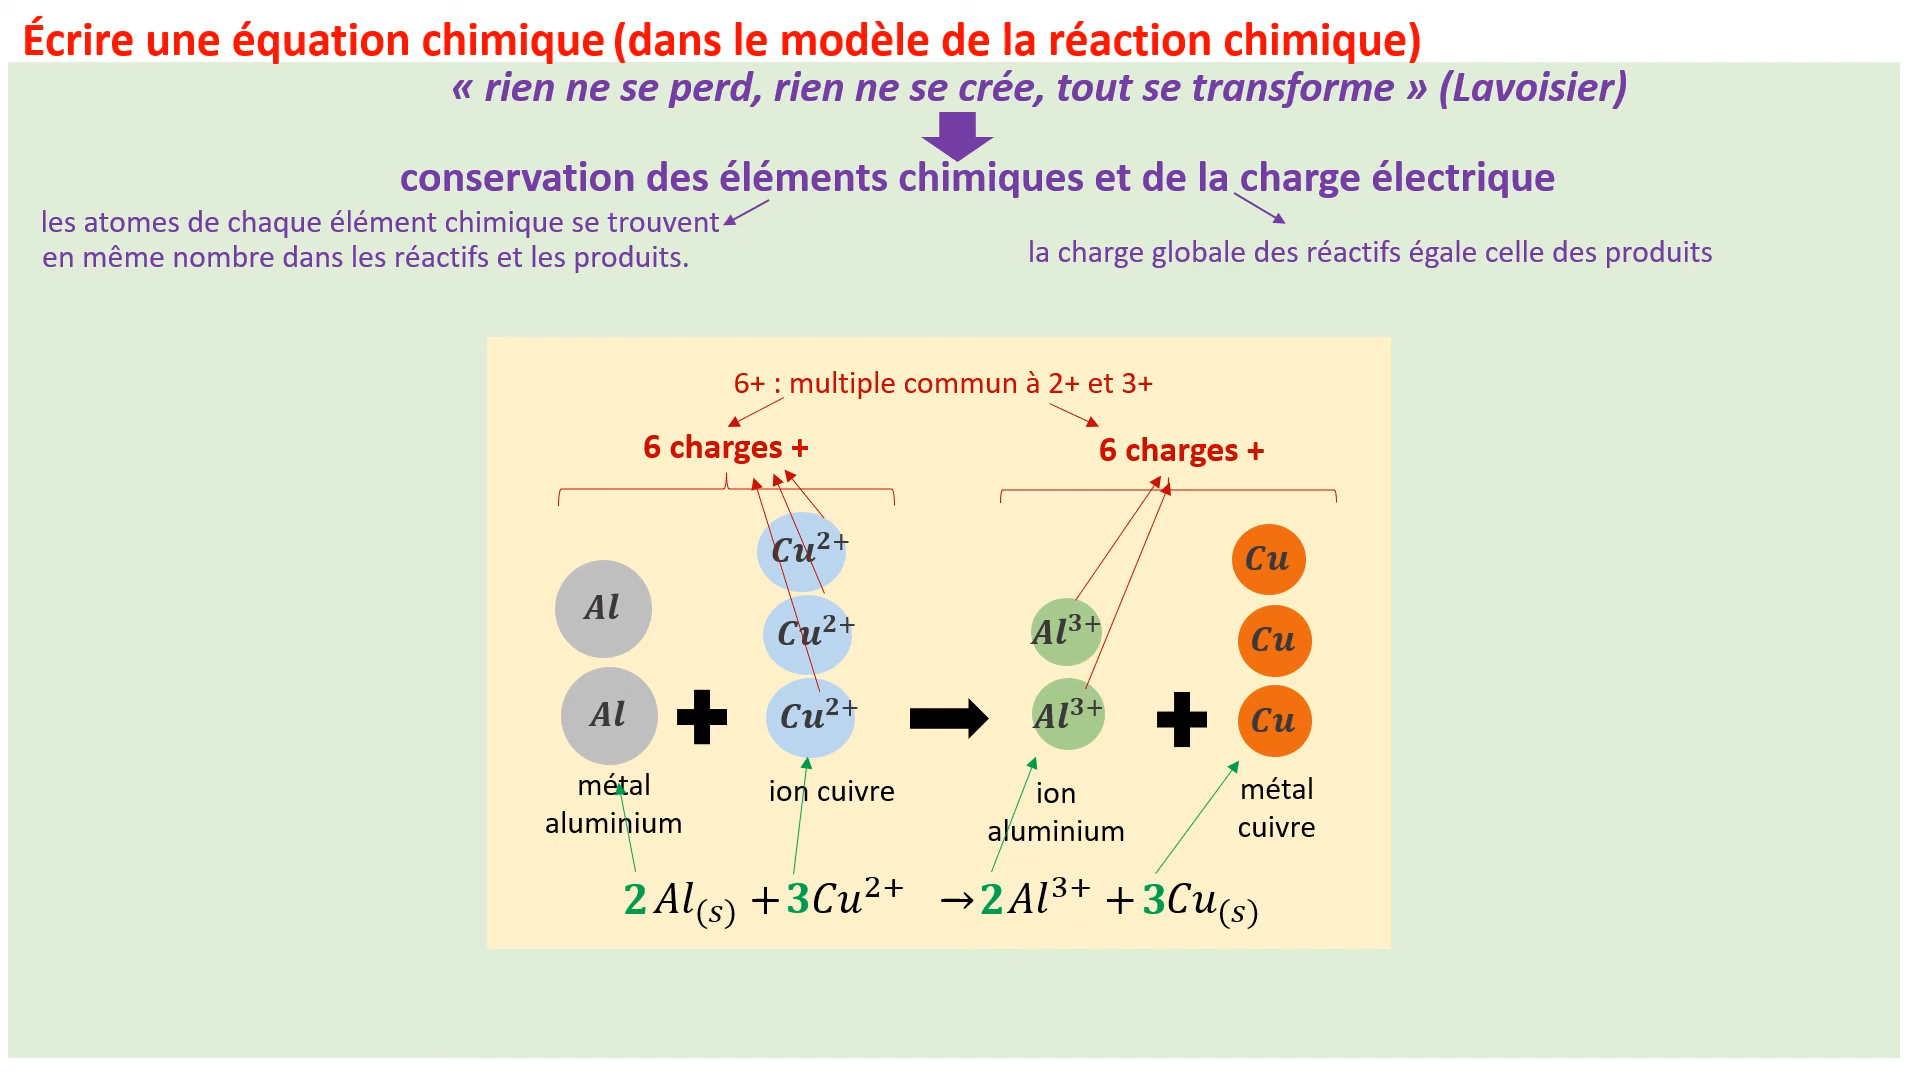 Écrire une équation chimique (dans le modèle de la réaction chimique)
« rien ne se perd, rien ne se crée, tout se transforme » (Lavoisier)
conservation des éléments chimiques et de la charge électrique
les atomes de chaque élément chimique se trouvent
en même nombre dans les réactifs et les produits.
la charge globale des réactifs égale celle des produits
6+ : multiple commun à 2+ et 3+
6 charges +
6 charges +
Al
Al
Cu²⁺
Cu²⁺
Cu²⁺
Al³⁺
Al³⁺
Cu
Cu
Cu
métal
aluminium
ion cuivre
ion
aluminium
métal
cuivre
2 Al₍s₎ + 3Cu²⁺ → 2Al³⁺ + 3Cu₍s₎